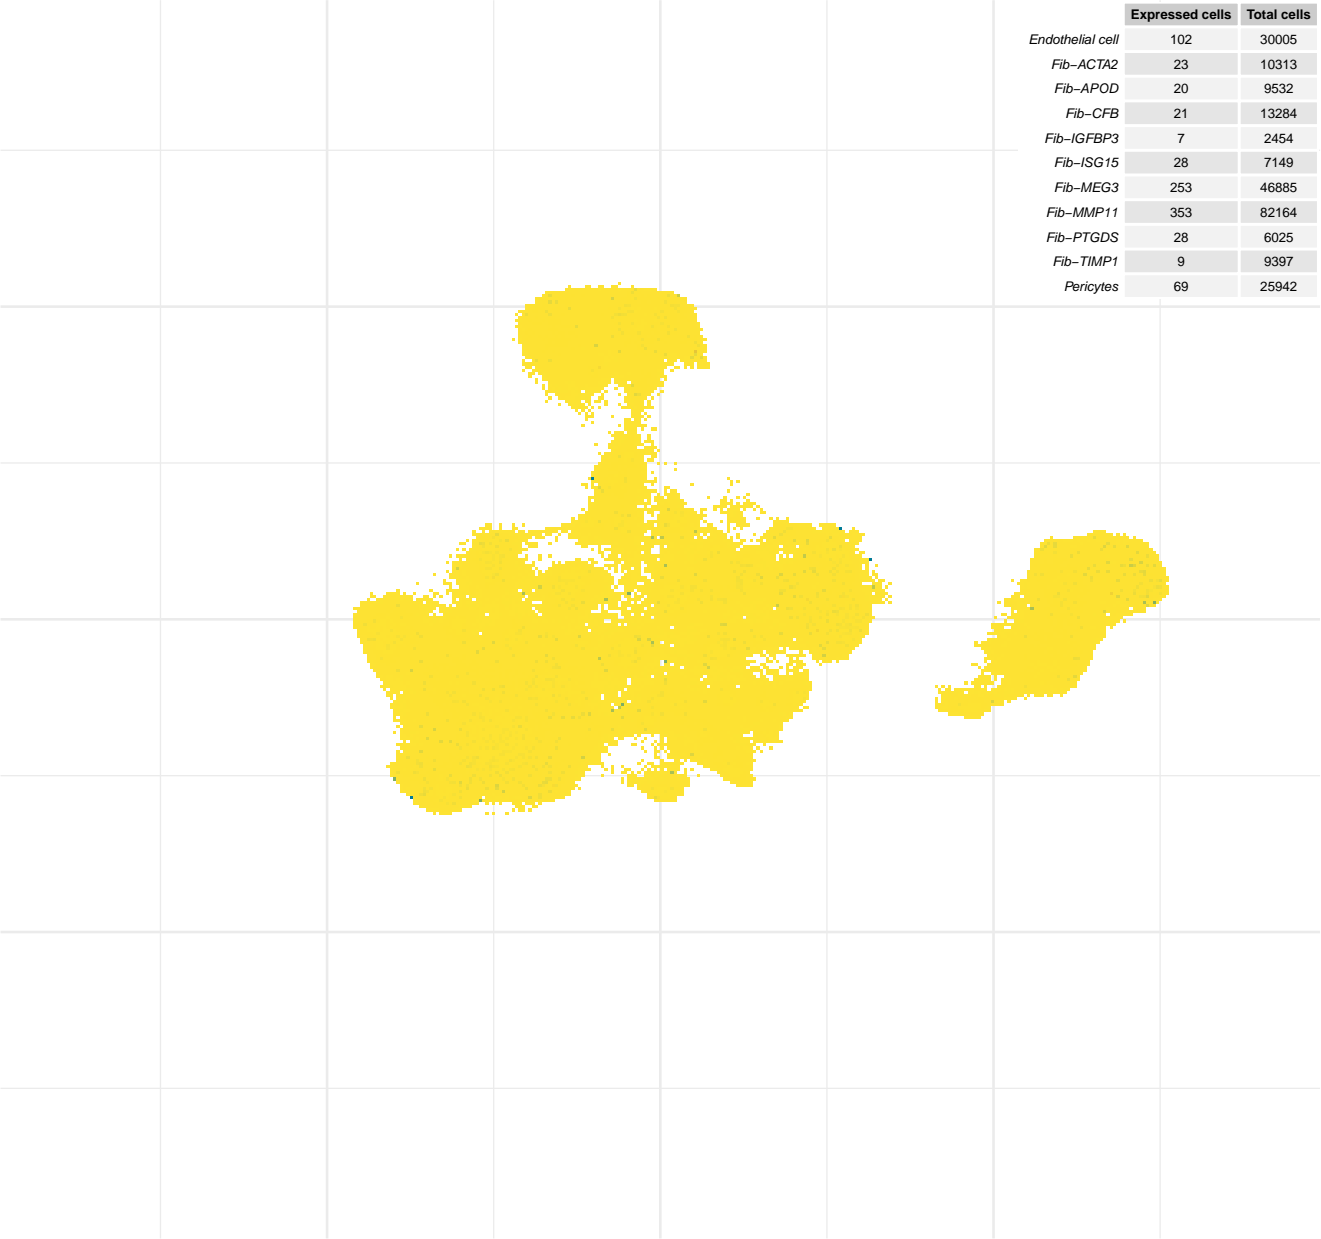 Expressed cells Total cells
Endothelial cell 102 30005
Fib−ACTA2 23 10313
Fib−APOD 20 9532
Fib−CFB 21 13284
Fib−IGFBP3 7 2454
Fib−ISG15 28 7149
Fib−MEG3 253 46885
Fib−MMP11 353 82164
Fib−PTGDS 28 6025
Fib−TIMP1 9 9397
Pericytes 69 25942